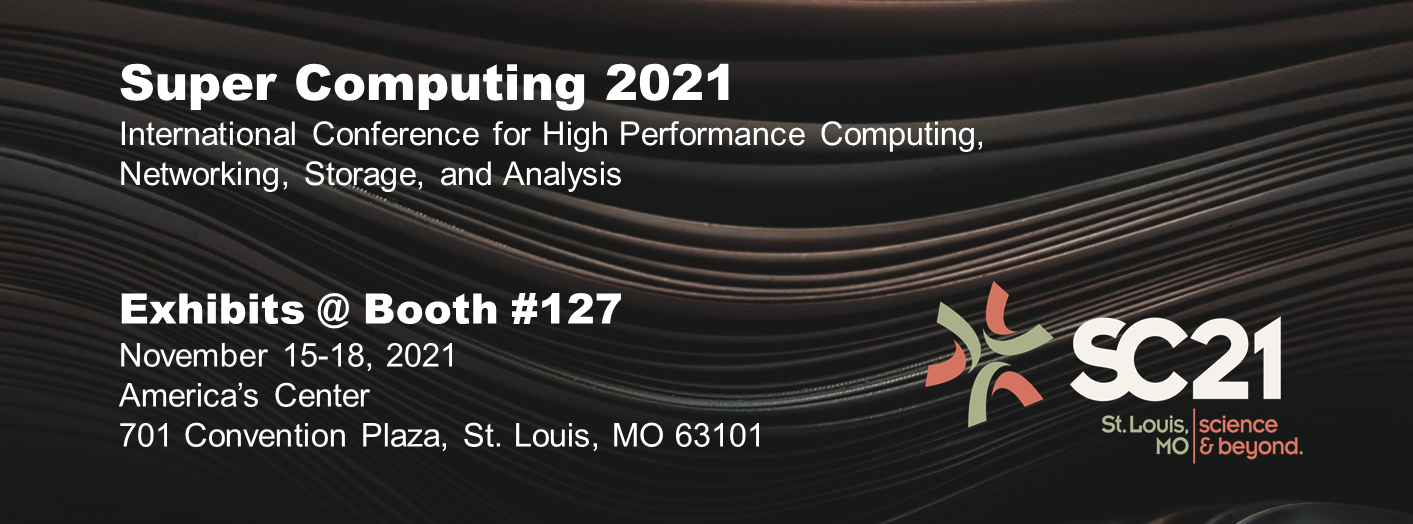 Super Computing 2021
International Conference for High Performance Computing,
Networking, Storage, and Analysis
Exhibits @ Booth #127
November 15-18, 2021
America's Center
701 Convention Plaza, St. Louis, MO 63101
SC21
St. Louis, science
MO & beyond.